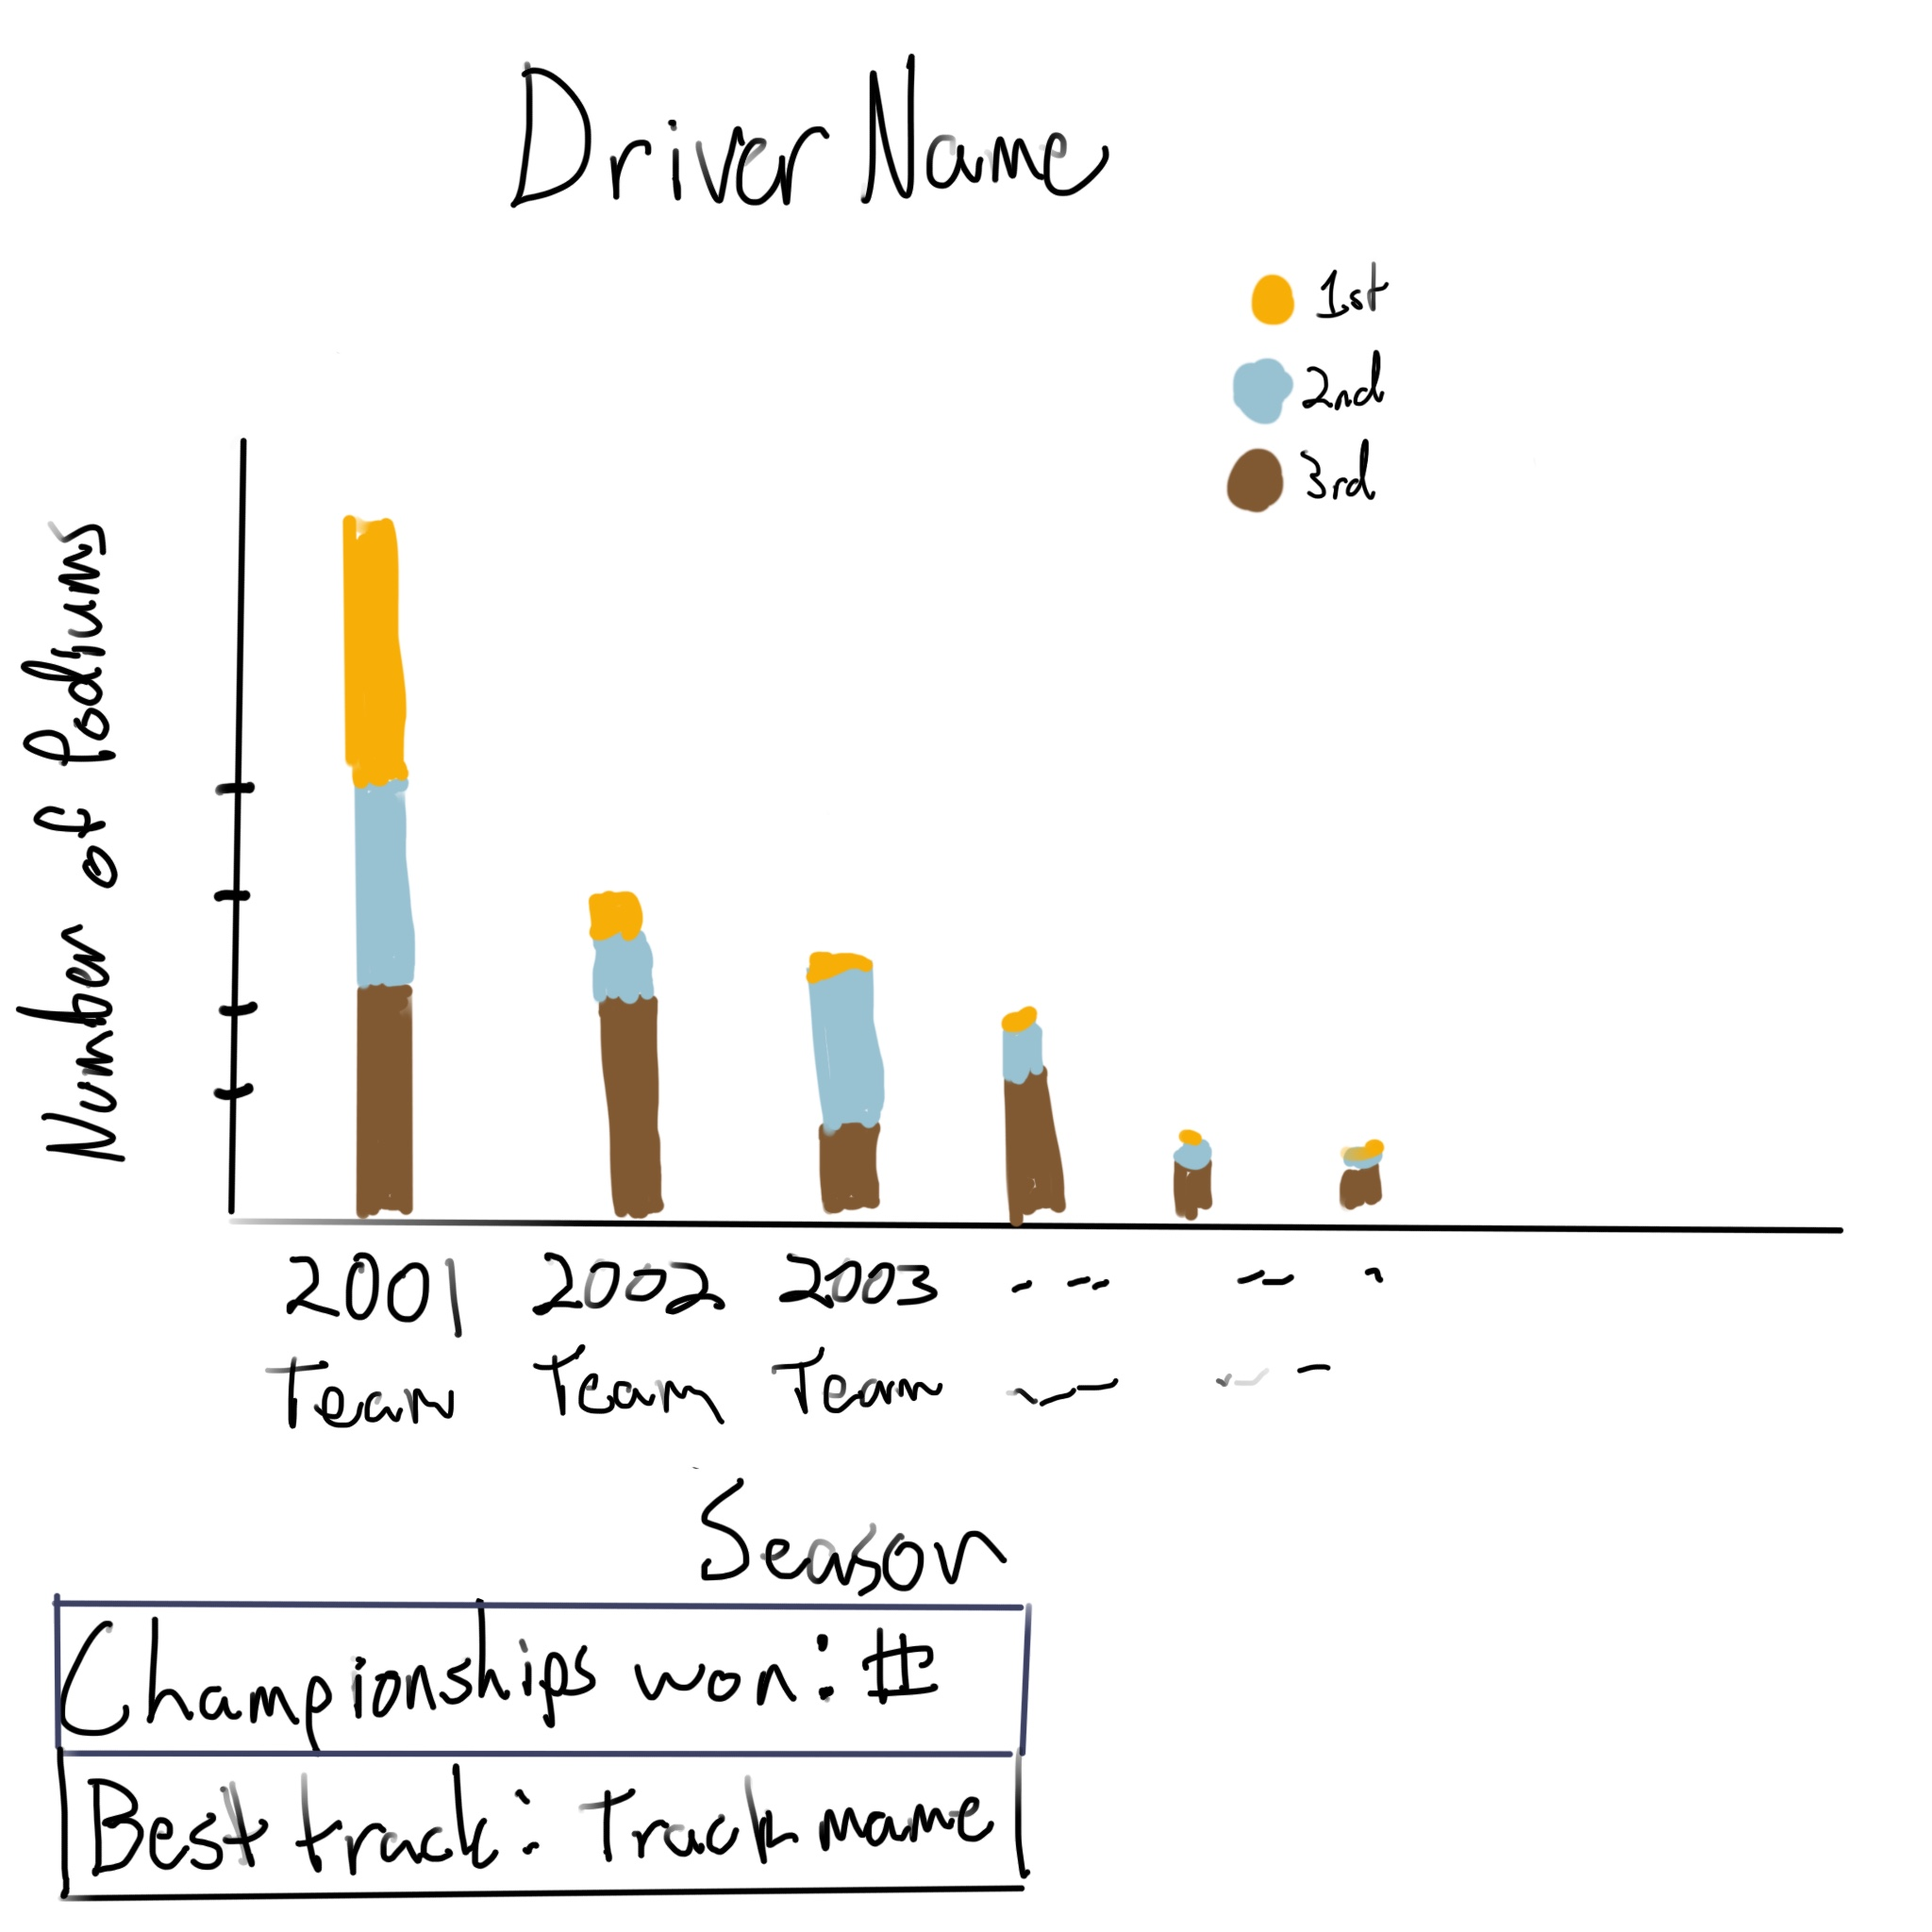 Driver Name
1st
2nd
3rd
Number of Podiums
2001 2002 2003
Team Team Team
Season
Championships won: #
Best track: Track name